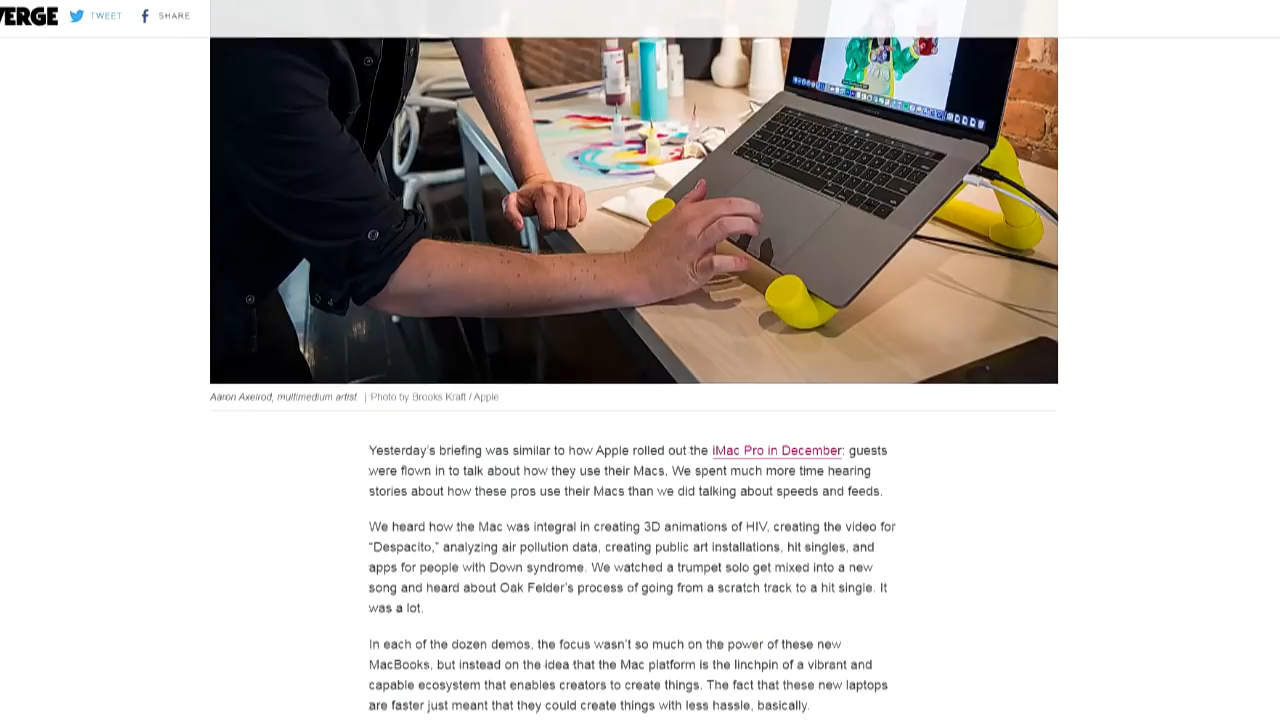 VERGE
TWEET
SHARE
Aaron Axelrod, multimedium artist | Photo by Brooks Kraft / Apple
Yesterday's briefing was similar to how Apple rolled out the iMac Pro in December: guests
were flown in to talk about how they use their Macs. We spent much more time hearing
stories about how these pros use their Macs than we did talking about speeds and feeds.
We heard how the Mac was integral in creating 3D animations of HIV, creating the video for
“Despacito,” analyzing air pollution data, creating public art installations, hit singles, and
apps for people with Down syndrome. We watched a trumpet solo get mixed into a new
song and heard about Oak Felder's process of going from a scratch track to a hit single. It
was a lot.
In each of the dozen demos, the focus wasn't so much on the power of these new
MacBooks, but instead on the idea that the Mac platform is the linchpin of a vibrant and
capable ecosystem that enables creators to create things. The fact that these new laptops
are faster just meant that they could create things with less hassle, basically.